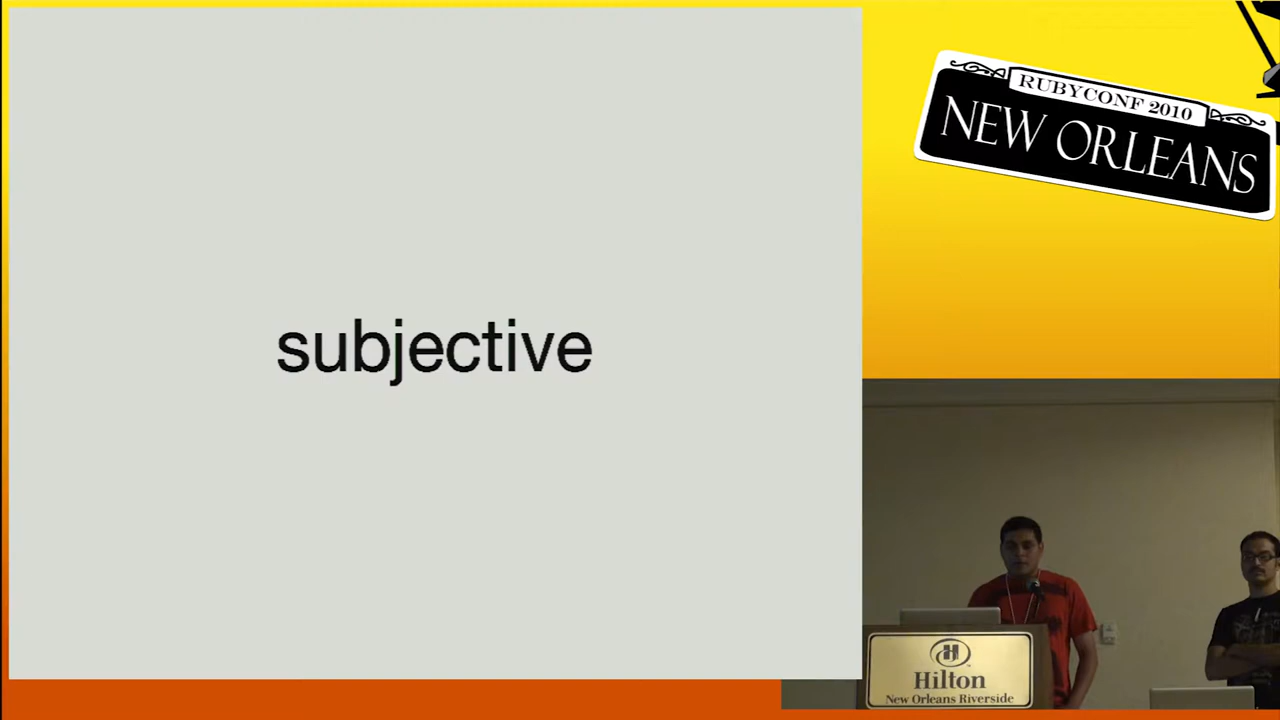 subjective
RUBYCONF 2010
NEW ORLEANS
Hilton
New Orleans Riverside